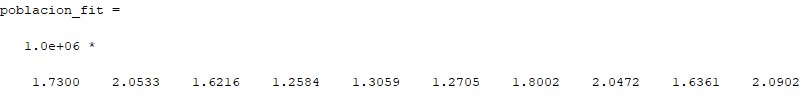 poblacion_fit =
1.0e+06 *
1.7300 2.0533 1.6216 1.2584 1.3059 1.2705 1.8002 2.0472 1.6361 2.0902